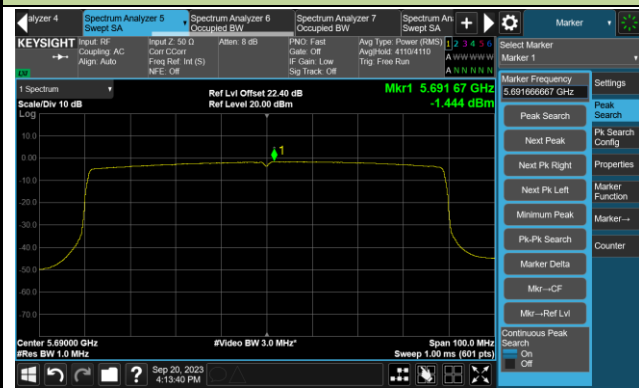 alyzer 4
Spectrum Analyzer 5
Swept SA
Spectrum Analyzer 6
Occupied BW
Spectrum Analyzer 7
Occupied BW
Spectrum An
Swept SA
Marker
KEYSIGHT
Input: RF
Coupling: AC
Align: Auto
Input Z: 50 Ω
Corr CCorr
Freq Ref: Int (S)
NFE: Off
Atten: 8 dB
PNO: Fast
Gate: Off
IF Gain: Low
Sig Track: Off
Avg Type: Power (RMS)
Avg|Hold: 4110/4110
Trig: Free Run
1 2 3 4 5 6
A W W W W W
A N N N N N
LXI
Select Marker
Marker 1
1 Spectrum
Scale/Div 10 dB
Log
Ref Lvl Offset 22.40 dB
Ref Level 20.00 dBm
Mkr1 5.691 67 GHz
-1.444 dBm
10.0
0.00
-10.0
-20.0
-30.0
-40.0
-50.0
-60.0
-70.0
1
Center 5.69000 GHz
#Res BW 1.0 MHz
#Video BW 3.0 MHz*
Span 100.0 MHz
Sweep 1.00 ms (601 pts)
Marker Frequency
5.691666667 GHz
Peak Search
Next Peak
Next Pk Right
Next Pk Left
Minimum Peak
Pk-Pk Search
Marker Delta
Mkr→CF
Mkr→Ref Lvl
Continuous Peak
Search
On
Off
Settings
Peak
Search
Pk Search
Config
Properties
Marker
Function
Marker→
Counter
?
Sep 20, 2023
4:13:40 PM